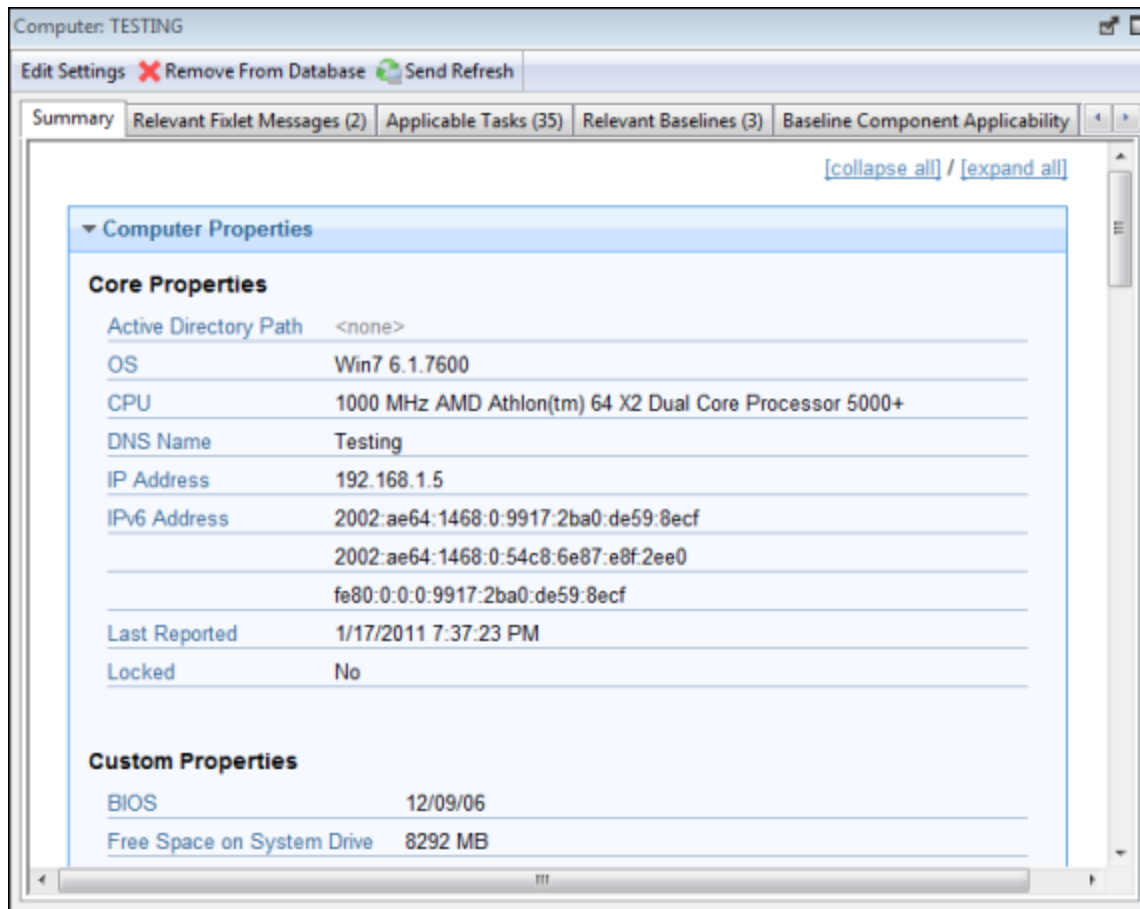 Computer: TESTING
Edit Settings Remove From Database Send Refresh
Summary Relevant Fixlet Messages (2) Applicable Tasks (35) Relevant Baselines (3) Baseline Component Applicability
[collapse all] / [expand all]
Computer Properties
Core Properties
Active Directory Path <none>
OS Win7 6.1.7600
CPU 1000 MHz AMD Athlon(tm) 64 X2 Dual Core Processor 5000+
DNS Name Testing
IP Address 192.168.1.5
IPv6 Address 2002:ae64:1468:0:9917:2ba0:de59:8ecf
2002:ae64:1468:0:54c8:6e87:e8f:2ee0
fe80:0:0:0:9917:2ba0:de59:8ecf
Last Reported 1/17/2011 7:37:23 PM
Locked No
Custom Properties
BIOS 12/09/06
Free Space on System Drive 8292 MB